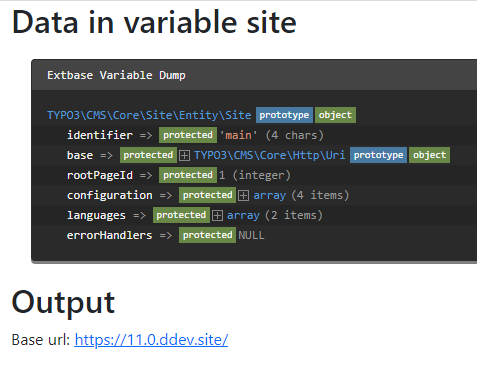 Data in variable site
Extbase Variable Dump
TYPO3\CMS\Core\Site\Entity\Site prototype object
identifier => protected 'main' (4 chars)
base => protected TYPO3\CMS\Core\Http\Uri prototype object
rootPageId => protected 1 (integer)
configuration => protected array (4 items)
languages => protected array (2 items)
errorHandlers => protected NULL
Output
Base url: https://11.0.ddev.site/